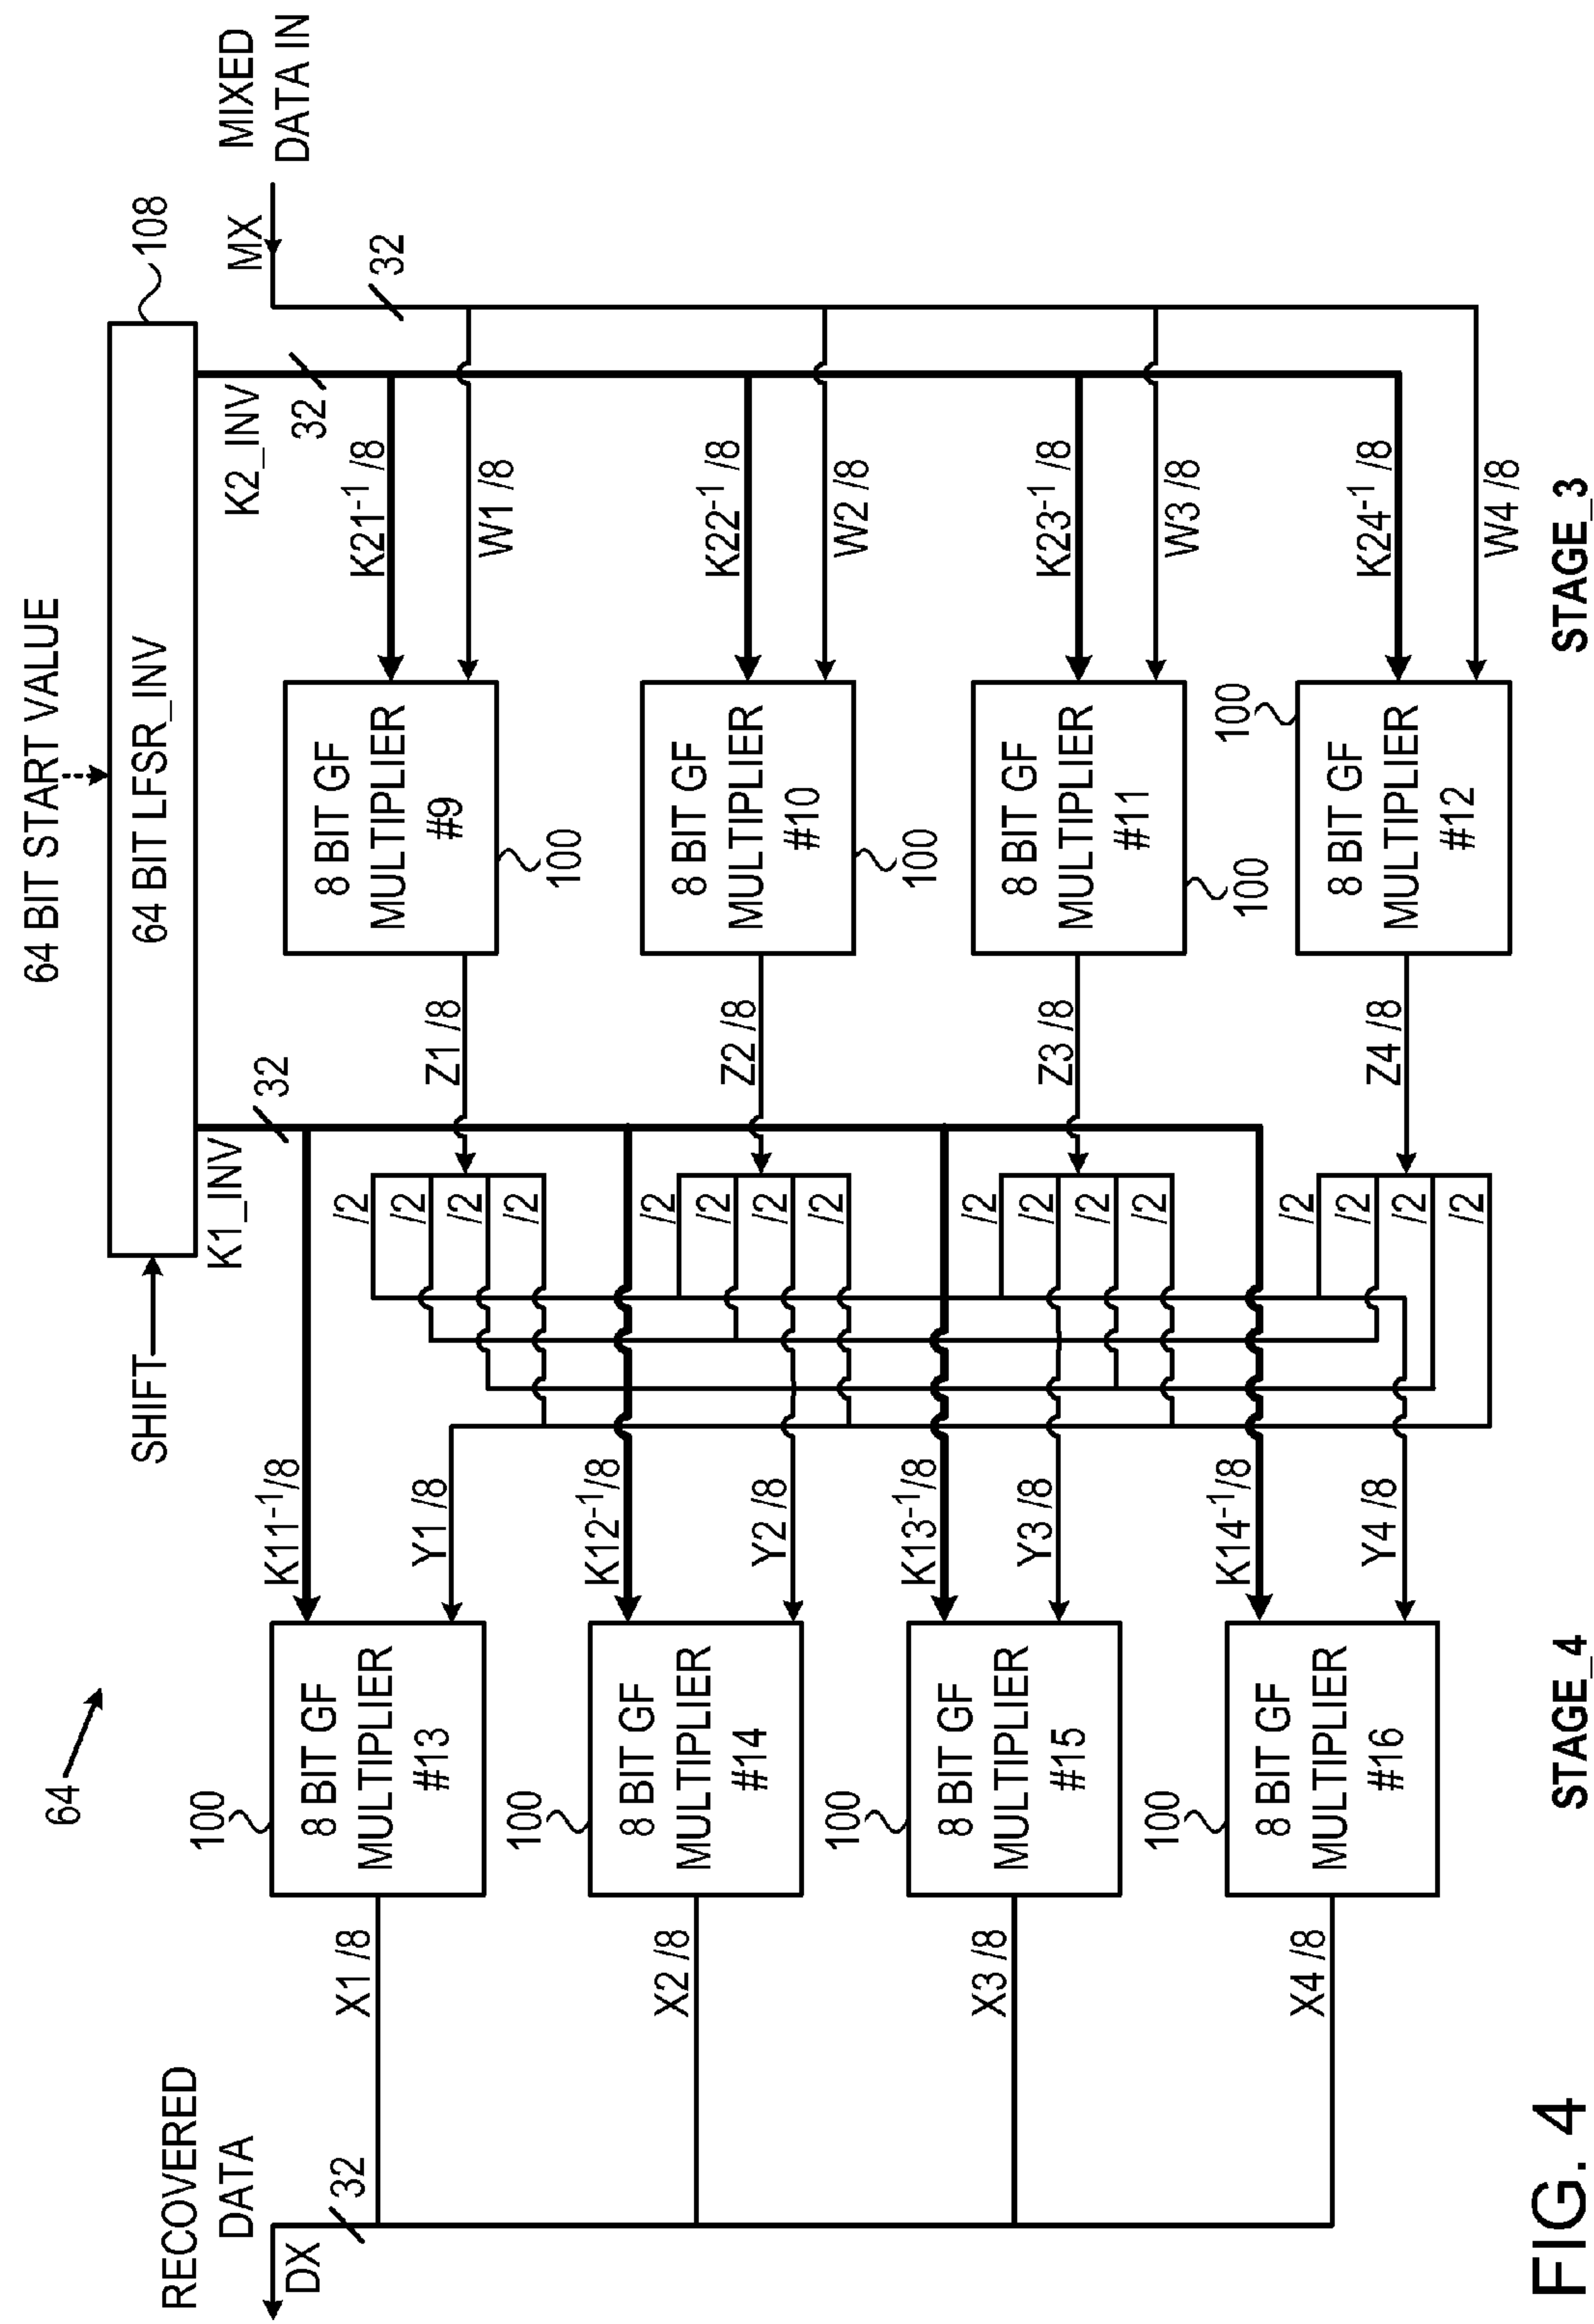 64 BIT START VALUE
64 BIT LFSR_INV
108
SHIFT
64
RECOVERED
DATA
DX
32
MIXED
DATA IN
MX
32
K1_INV
32
K2_INV
32
K11-1/8
Y1 /8
K12-1/8
Y2 /8
K13-1/8
Y3 /8
K14-1/8
Y4 /8
K21-1 /8
W1 /8
K22-1 /8
W2 /8
K23-1 /8
W3 /8
K24-1 /8
W4 /8
100
8 BIT GF
MULTIPLIER
#13
X1 /8
100
8 BIT GF
MULTIPLIER
#14
X2 /8
100
8 BIT GF
MULTIPLIER
#15
X3 /8
100
8 BIT GF
MULTIPLIER
#16
X4 /8
/2
/2
/2
/2
Z1 /8
/2
/2
/2
/2
Z2 /8
/2
/2
/2
/2
Z3 /8
/2
/2
/2
/2
Z4 /8
8 BIT GF
MULTIPLIER
#9
100
8 BIT GF
MULTIPLIER
#10
100
8 BIT GF
MULTIPLIER
#11
100
100
8 BIT GF
MULTIPLIER
#12
STAGE_4
STAGE_3
FIG. 4